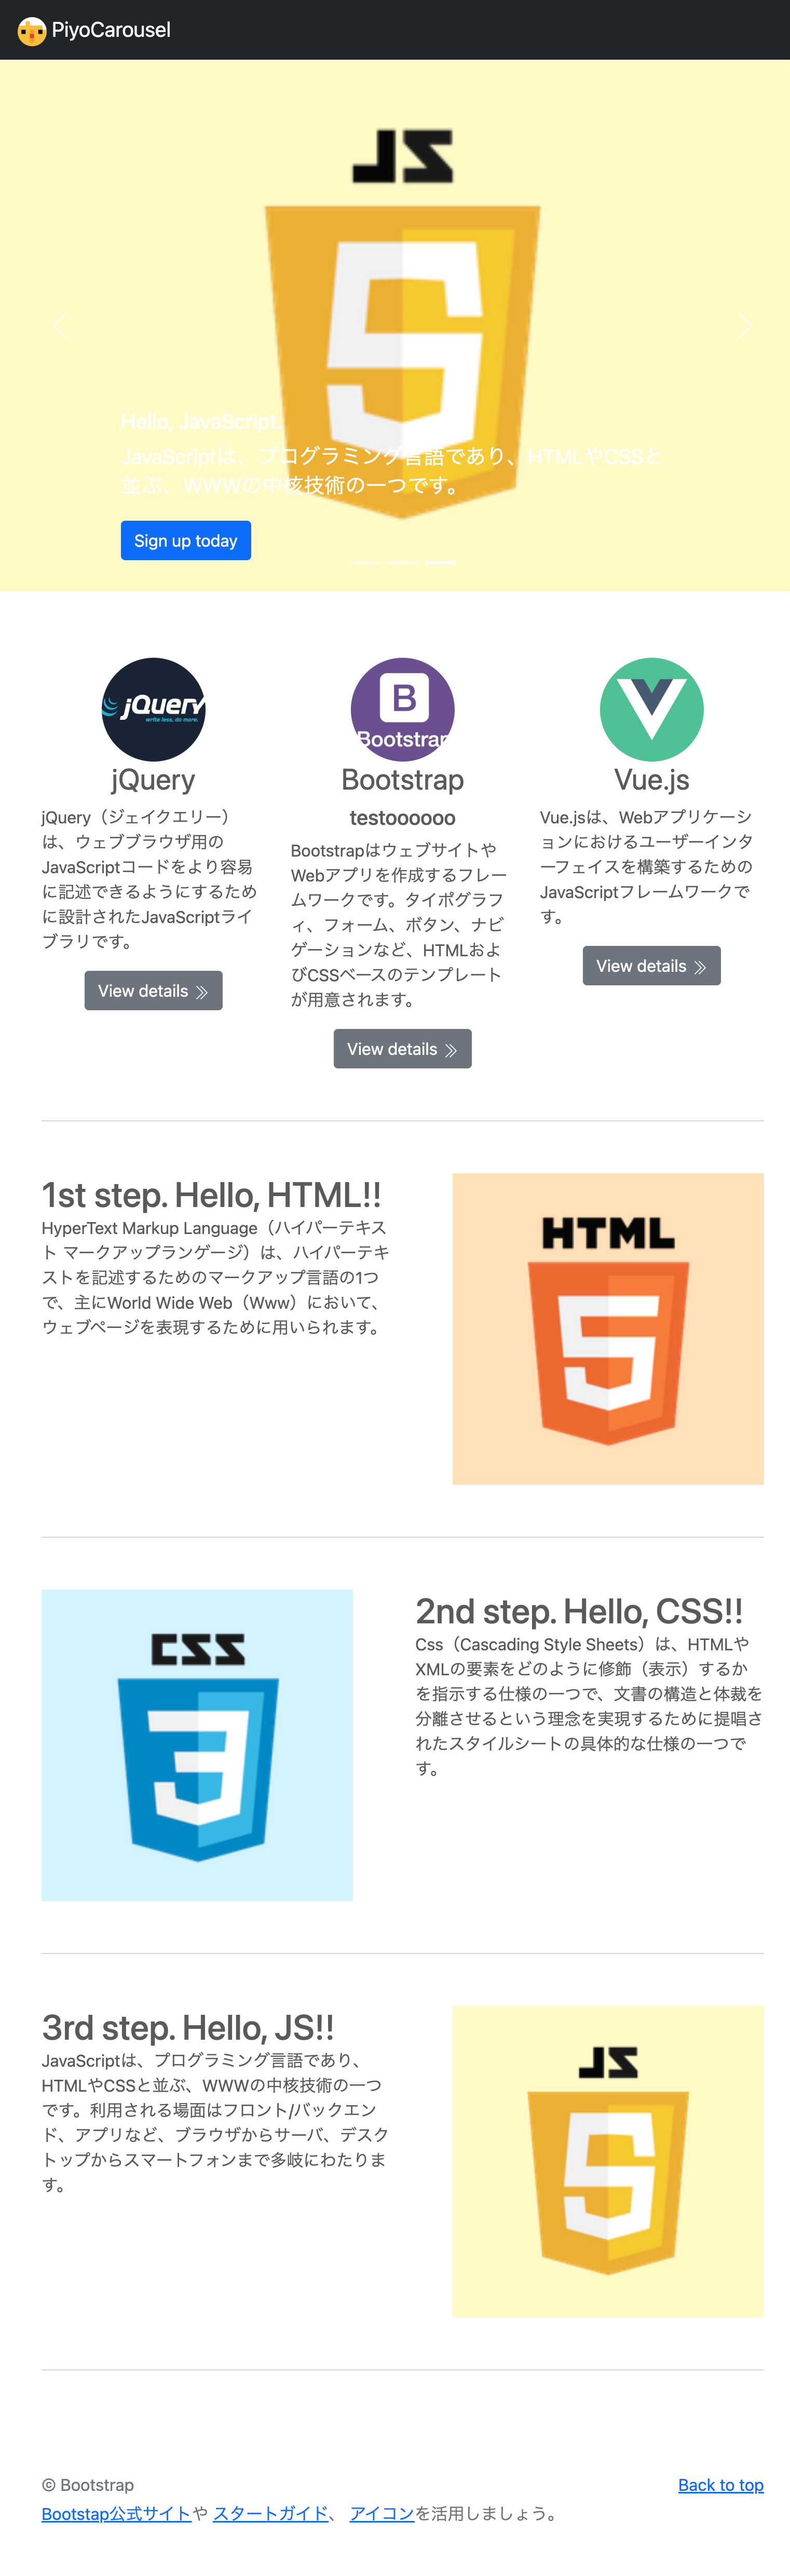 PiyoCarousel
JS
Hello, JavaScript.
JavaScriptは、プログラミング言語であり、HTMLやCSSと
並ぶ、WWWの中核技術の一つです。
Sign up today
jQuery
write less, do more.
B
Bootstrap
jQuery
Bootstrap
Vue.js
jQuery（ジェイクエリー）
は、ウェブブラウザ用の
JavaScriptコードをより容易
に記述できるようにするため
に設計されたJavaScriptライ
ブラリです。
View details
testoooooo
Bootstrapはウェブサイトや
Webアプリを作成するフレー
ムワークです。タイポグラフ
ィ、フォーム、ボタン、ナビ
ゲーションなど、HTMLおよ
びCSSベースのテンプレート
が用意されます。
View details
Vue.jsは、Webアプリケーシ
ョンにおけるユーザーインタ
ーフェイスを構築するための
JavaScriptフレームワークで
す。
View details
1st step. Hello, HTML!!
HyperText Markup Language（ハイパーテキス
ト マークアップランゲージ）は、ハイパーテキ
ストを記述するためのマークアップ言語の1つ
で、主にWorld Wide Web（Www）において、
ウェブページを表現するために用いられます。
HTML
5
CSS
3
2nd step. Hello, CSS!!
Css（Cascading Style Sheets）は、HTMLや
XMLの要素をどのように修飾（表示）するか
を指示する仕様の一つで、文書の構造と体裁を
分離させるという理念を実現するために提唱さ
れたスタイルシートの具体的な仕様の一つで
す。
3rd step. Hello, JS!!
JavaScriptは、プログラミング言語であり、
HTMLやCSSと並ぶ、WWWの中核技術の一つ
です。利用される場面はフロント/バックエン
ド、アプリなど、ブラウザからサーバ、デスク
トップからスマートフォンまで多岐にわたりま
す。
JS
5
© Bootstrap
Back to top
Bootstap公式サイトや スタートガイド、 アイコンを活用しましょう。